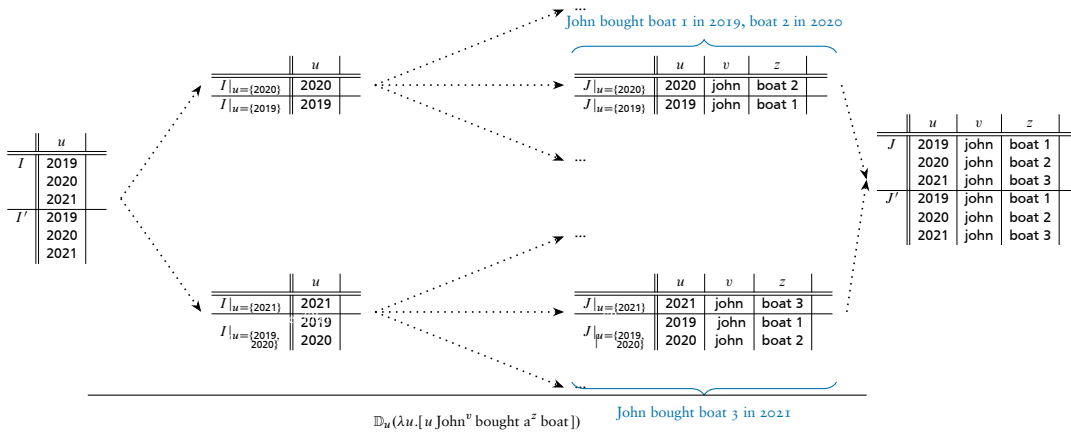 ...
John bought boat 1 in 2019, boat 2 in 2020
u
I|u={2020} 2020
I|u={2019} 2019
u v z
J|u={2020} 2020 john boat 2
J|u={2019} 2019 john boat 1
...
u
I 2019
2020
2021
I′ 2019
2020
2021
u v z
J 2019 john boat 1
2020 john boat 2
2021 john boat 3
J′ 2019 john boat 1
2020 john boat 2
2021 john boat 3
...
u
I|u={2021} 2021
I|u={2019, 2020} 2019
2020
u v z
J|u={2021} 2021 john boat 3
J|u={2019, 2020} 2019 john boat 1
2020 john boat 2
...
𝔻u(λu.[u Johnᵛ bought aᶻ boat])
John bought boat 3 in 2021